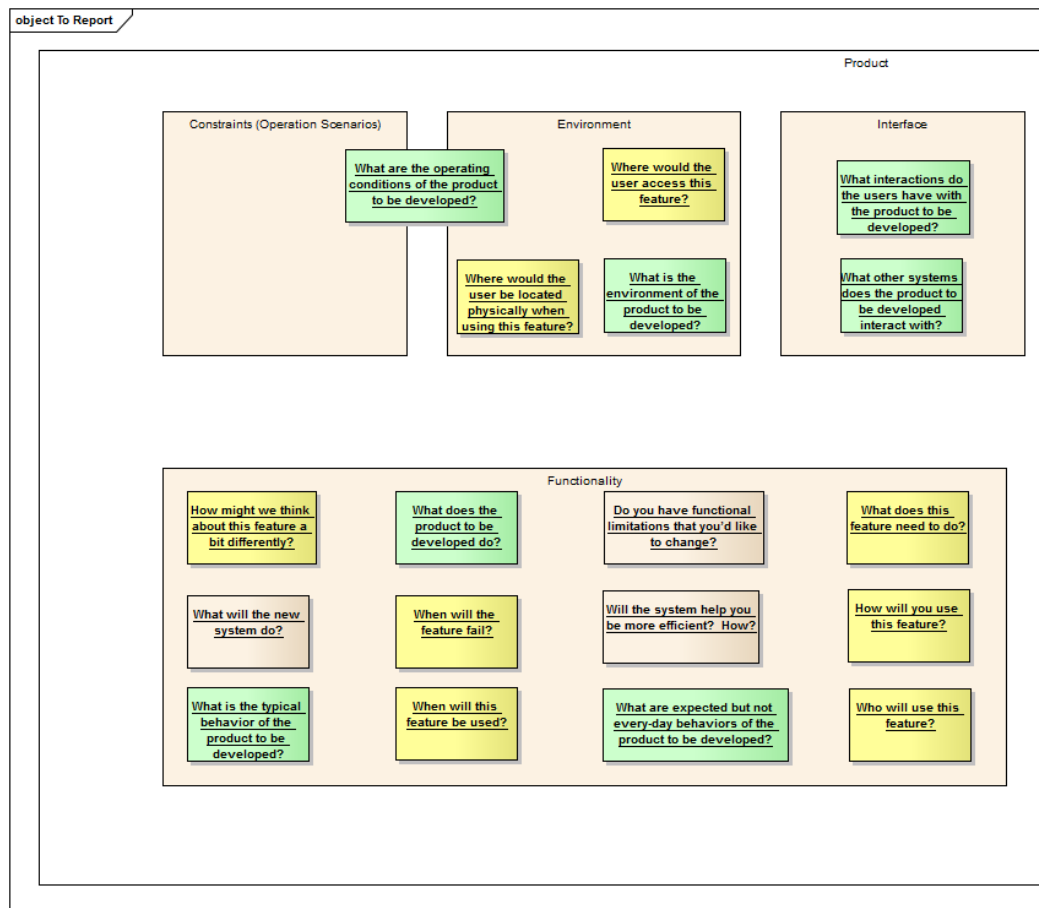 object To Report
Product
Constraints (Operation Scenarios)
What are the operating
conditions of the product
to be developed?
Environment
Where would the
user access this
feature?
Where would the
user be located
physically when
using this feature?
What is the
environment of the
product to be
developed?
Interface
What interactions do
the users have with
the product to be
developed?
What other systems
does the product to
be developed
interact with?
Functionality
How might we think
about this feature a
bit differently?
What does the
product to be
developed do?
Do you have functional
limitations that you'd like
to change?
What does this
feature need to do?
What will the new
system do?
When will the
feature fail?
Will the system help you
be more efficient?  How?
How will you use
this feature?
What is the typical
behavior of the
product to be
developed?
When will this
feature be used?
What are expected but not
every-day behaviors of the
product to be developed?
Who will use this
feature?